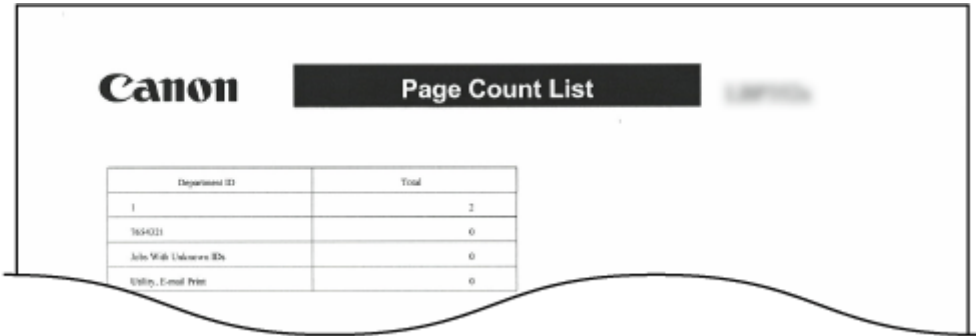 Canon
Page Count List
Department ID Total
1 2
7654321 0
Jobs With Unknown IDs 0
Utility, E-mail Print 0